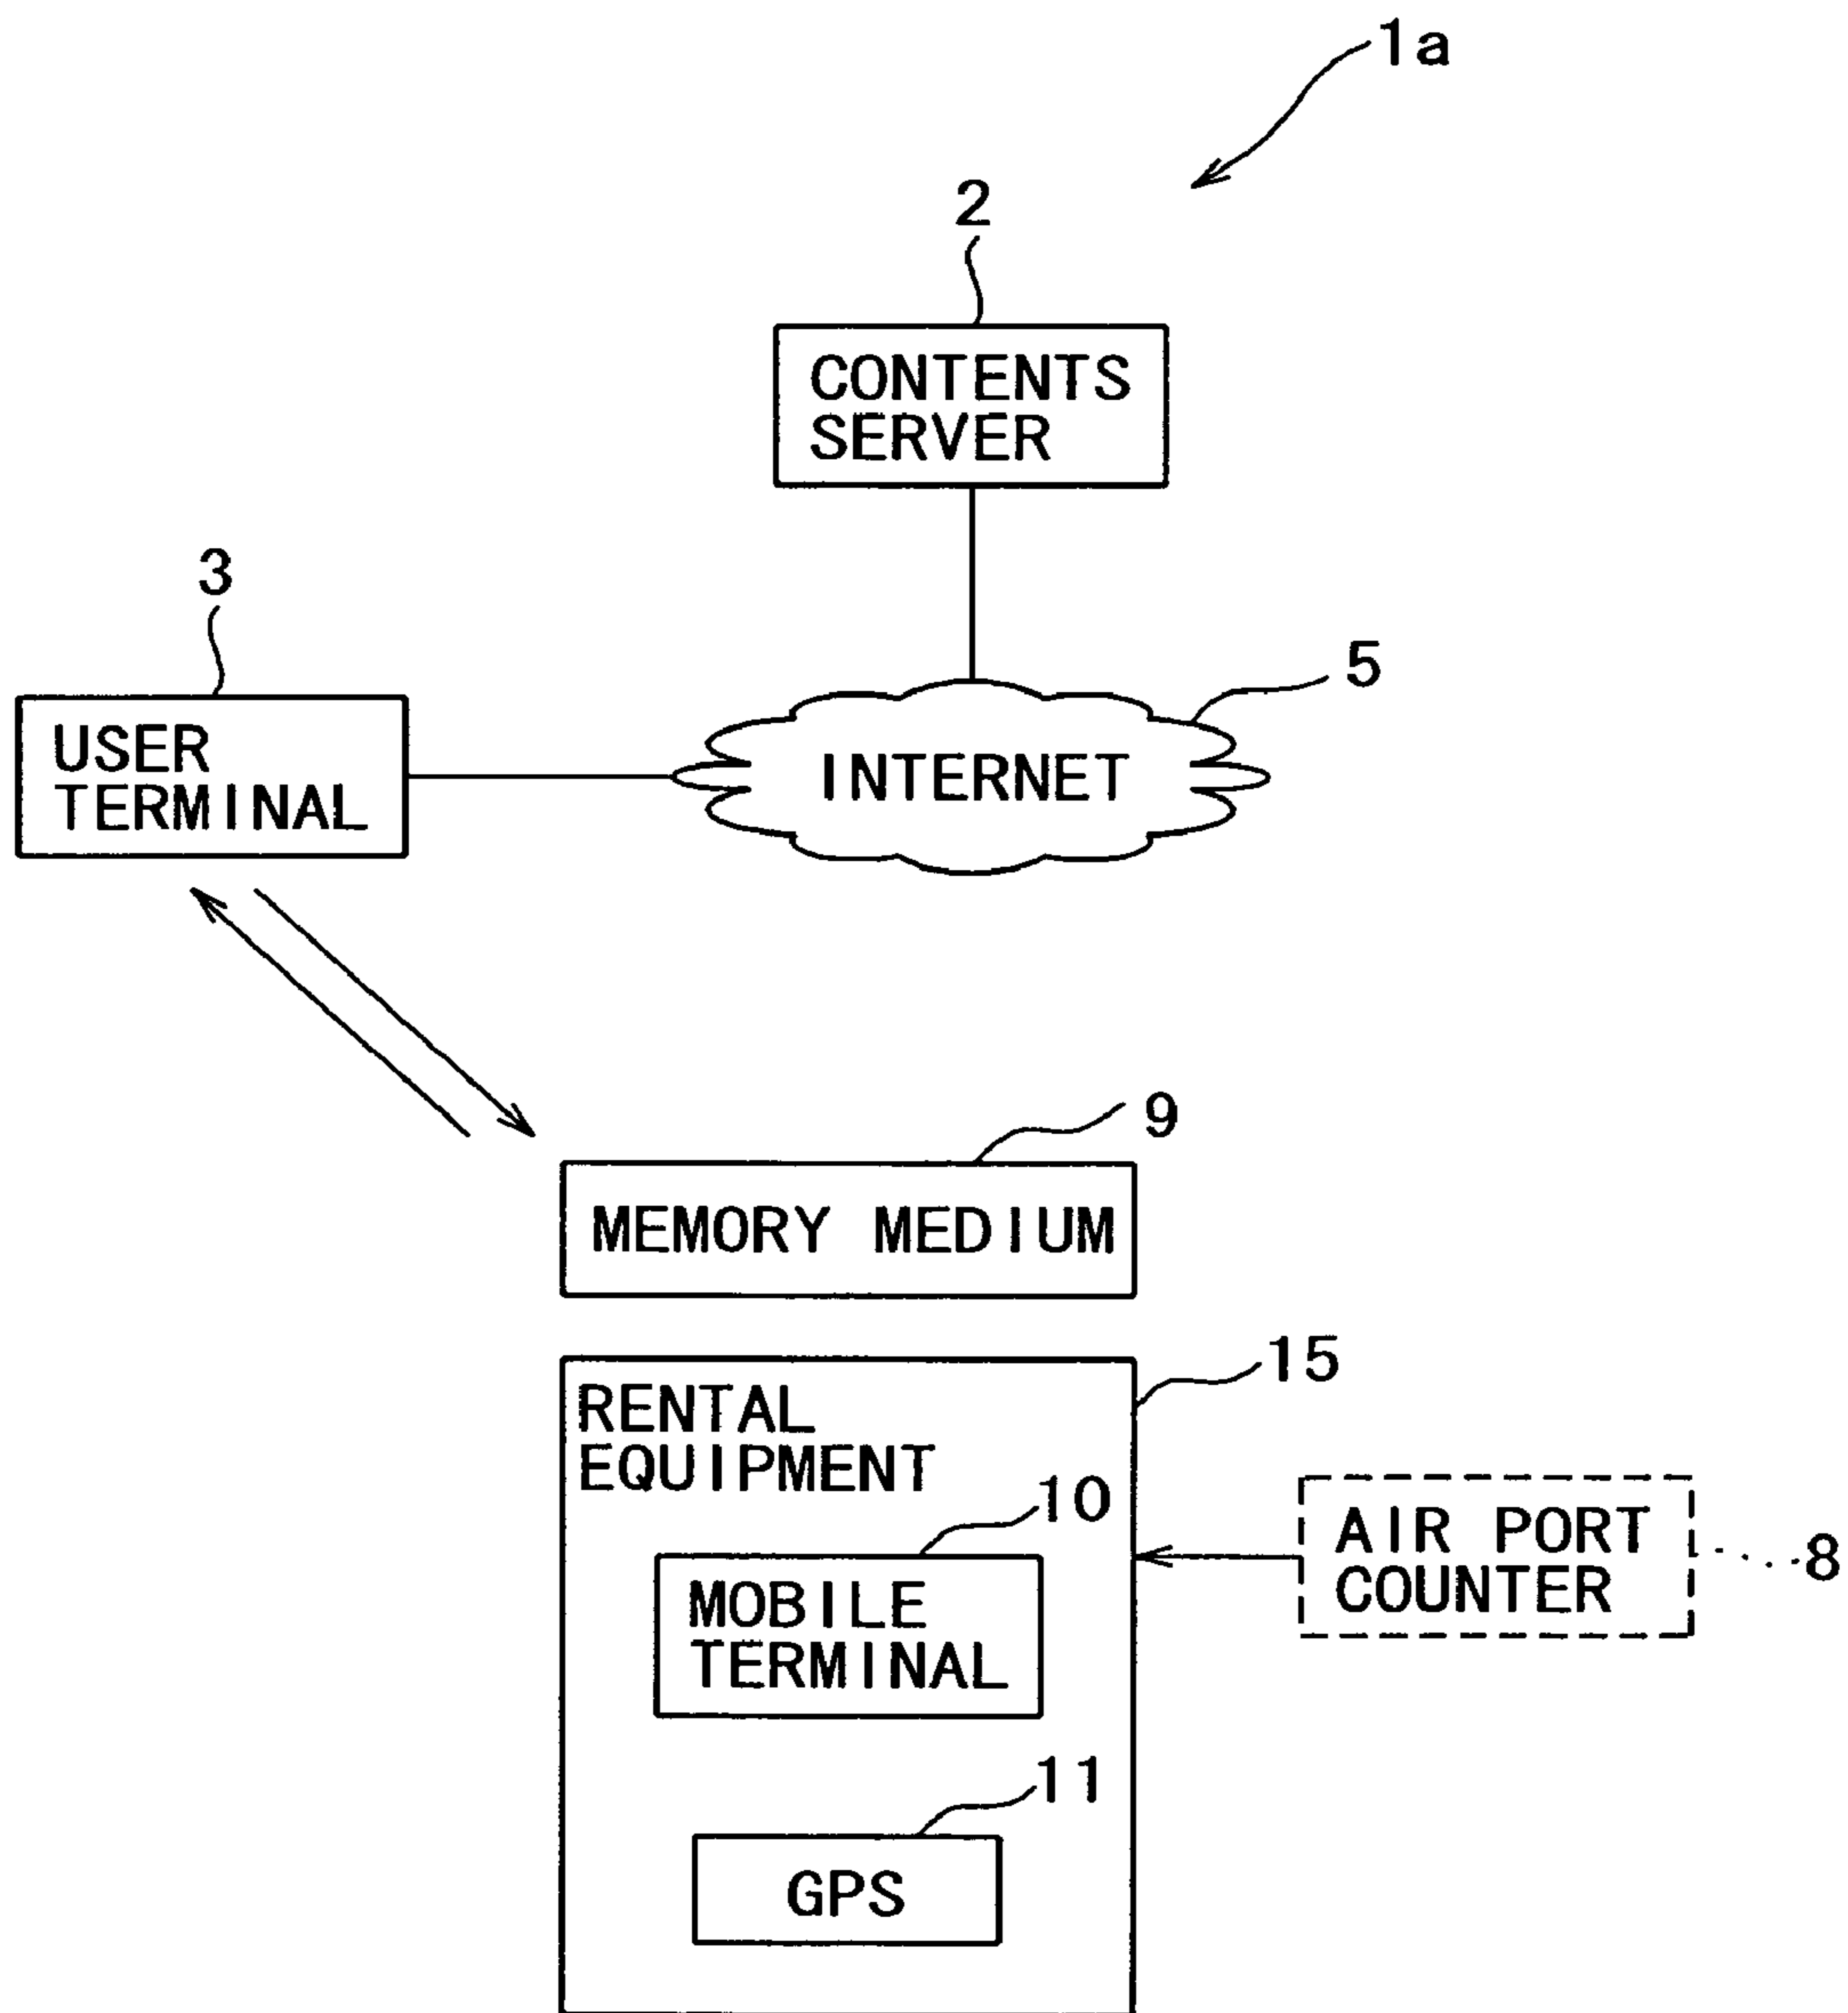 1a
2
CONTENTS
SERVER
3
5
USER
TERMINAL
INTERNET
9
MEMORY MEDIUM
15
RENTAL
EQUIPMENT
10
AIR PORT
COUNTER
8
MOBILE
TERMINAL
11
GPS